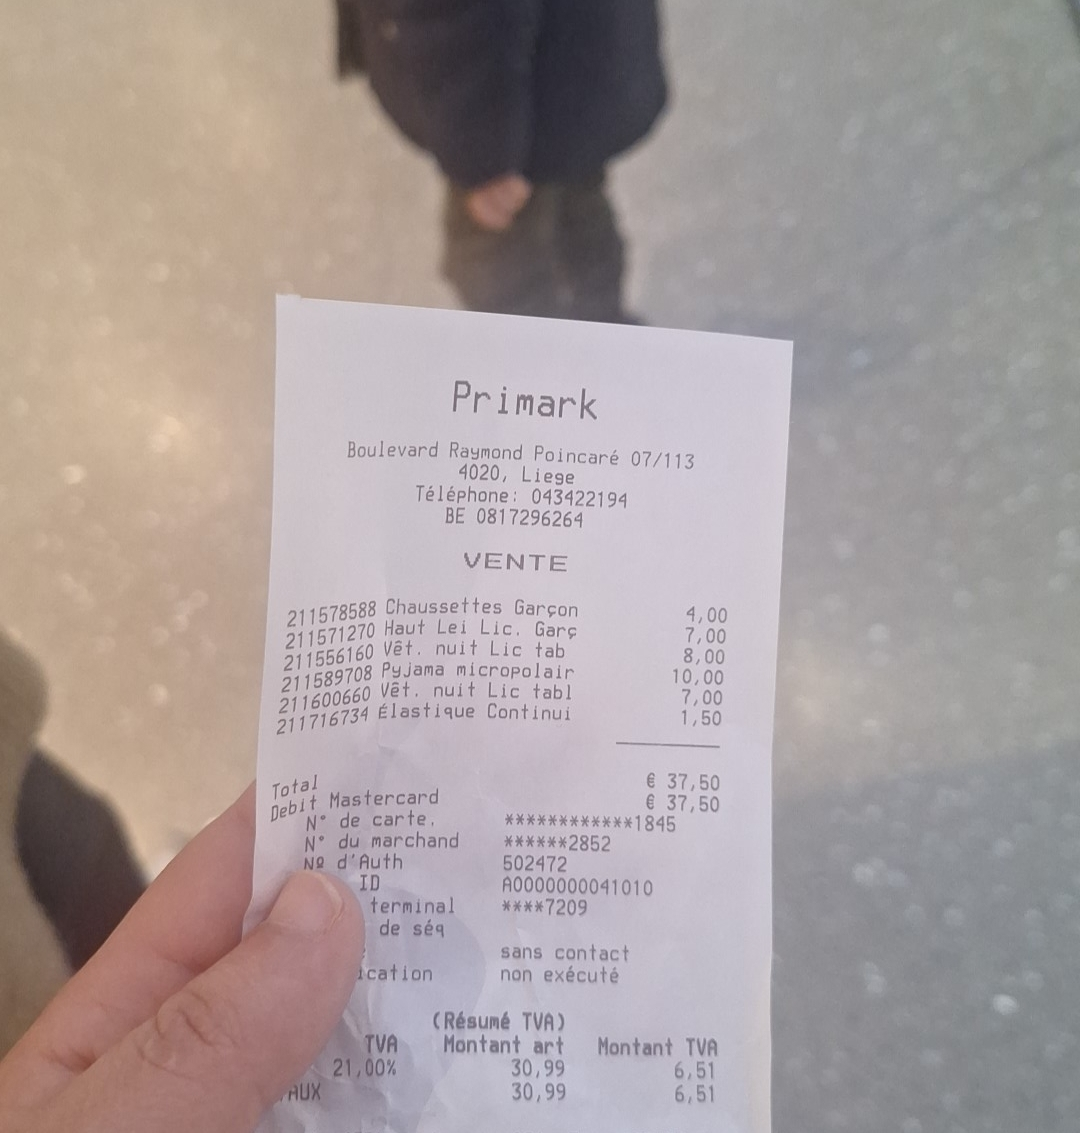 Primark
Boulevard Raymond Poincaré 07/113
4020, Liege
Téléphone: 043422194
BE 0817296264
VENTE
211578588 Chaussettes Garçon 4,00
211571270 Haut Lei Lic. Garç 7,00
211556160 Vêt. nuit Lic tab 8,00
211589708 Pyjama micropolair 10,00
211600660 Vêt. nuit Lic tabl 7,00
211716734 Élastique Continui 1,50
Total € 37,50
Debit Mastercard € 37,50
N° de carte. ************1845
N° du marchand ******2852
Nº d'Auth 502472
ID A0000000041010
terminal ****7209
de séq
sans contact
ication non exécuté
(Résumé TVA)
TVA Montant art Montant TVA
21,00% 30,99 6,51
AUX 30,99 6,51